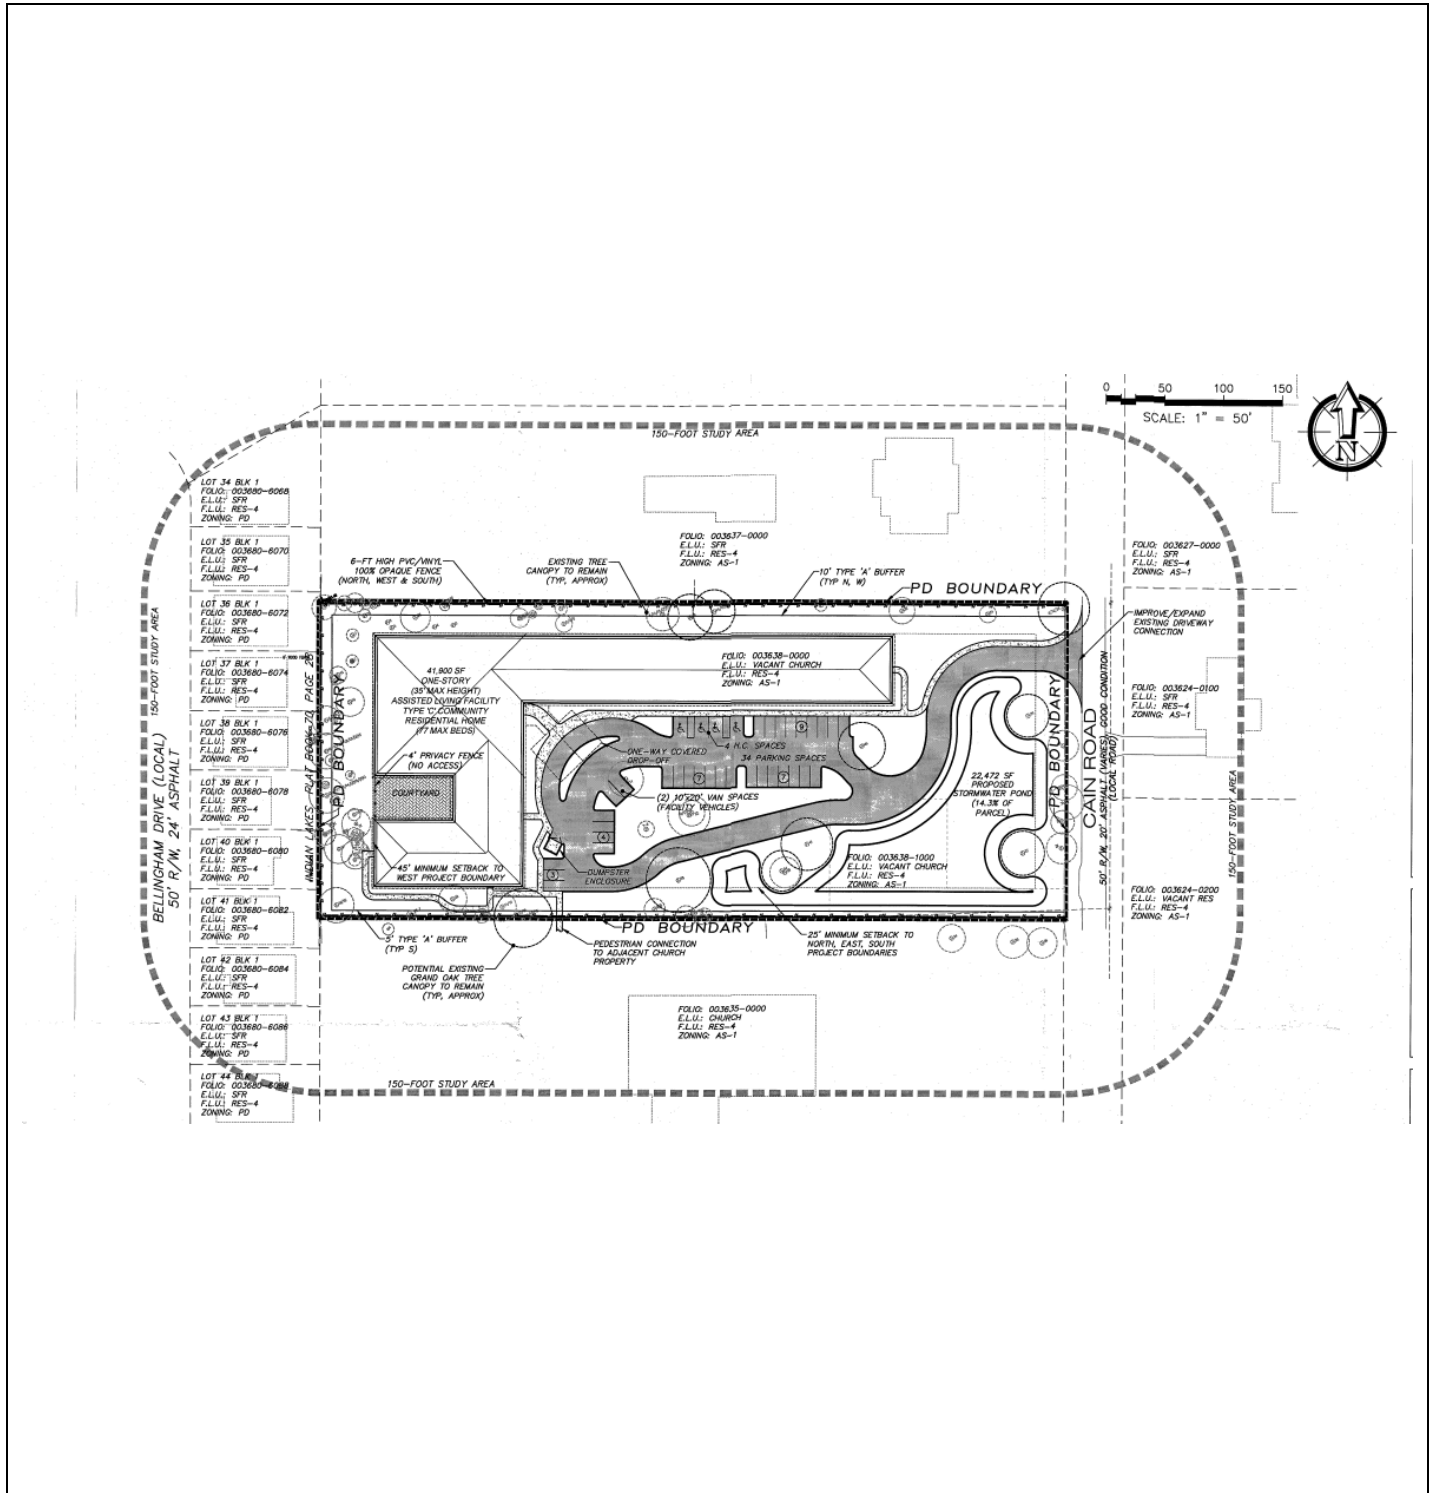 0 50 100 150
SCALE: 1" = 50'
N
150-FOOT STUDY AREA
LOT 34 BLK 1
FOLIO: 003680-6068
E.L.U.: SFR
F.L.U.: RES-4
ZONING: PD
LOT 35 BLK 1
FOLIO: 003680-6070
E.L.U.: SFR
F.L.U.: RES-4
ZONING: PD
LOT 36 BLK 1
FOLIO: 003680-6072
E.L.U.: SFR
F.L.U.: RES-4
ZONING: PD
LOT 37 BLK 1
FOLIO: 003680-6074
E.L.U.: SFR
F.L.U.: RES-4
ZONING: PD
LOT 38 BLK 1
FOLIO: 003680-6076
E.L.U.: SFR
F.L.U.: RES-4
ZONING: PD
LOT 39 BLK 1
FOLIO: 003680-6078
E.L.U.: SFR
F.L.U.: RES-4
ZONING: PD
LOT 40 BLK 1
FOLIO: 003680-6080
E.L.U.: SFR
F.L.U.: RES-4
ZONING: PD
LOT 41 BLK 1
FOLIO: 003680-6082
E.L.U.: SFR
F.L.U.: RES-4
ZONING: PD
LOT 42 BLK 1
FOLIO: 003680-6084
E.L.U.: SFR
F.L.U.: RES-4
ZONING: PD
LOT 43 BLK 1
FOLIO: 003680-6086
E.L.U.: SFR
F.L.U.: RES-4
ZONING: PD
LOT 44 BLK 1
FOLIO: 003680-6088
E.L.U.: SFR
F.L.U.: RES-4
ZONING: PD
150-FOOT STUDY AREA
BELLINGHAM DRIVE (LOCAL)
50' R/W, 24' ASPHALT
INDIAN LAKES PLAT BOOK 70, PAGE 26
PD BOUNDARY
6-FT HIGH PVC/VINYL
100% OPAQUE FENCE
(NORTH, WEST & SOUTH)
EXISTING TREE
CANOPY TO REMAIN
(TYP, APPROX)
FOLIO: 003637-0000
E.L.U.: SFR
F.L.U.: RES-4
ZONING: AS-1
10' TYPE 'A' BUFFER
(TYP N, W)
PD BOUNDARY
41,900 SF
ONE-STORY
(35' MAX HEIGHT)
ASSISTED LIVING FACILITY
TYPE 'C' COMMUNITY
RESIDENTIAL HOME
(77 MAX BEDS)
4' PRIVACY FENCE
(NO ACCESS)
COURTYARD
45' MINIMUM SETBACK TO
WEST PROJECT BOUNDARY
FOLIO: 003638-0000
E.L.U.: VACANT CHURCH
F.L.U.: RES-4
ZONING: AS-1
ONE-WAY COVERED
DROP-OFF
4 H.C. SPACES
34 PARKING SPACES
9
7
7
4
3
(2) 10'x20' VAN SPACES
(FACILITY VEHICLES)
DUMPSTER
ENCLOSURE
22,472 SF
PROPOSED
STORMWATER POND
(14.3% OF
PARCEL)
FOLIO: 003638-1000
E.L.U.: VACANT CHURCH
F.L.U.: RES-4
ZONING: AS-1
PD BOUNDARY
CAIN ROAD
50' R/W, 20' ASPHALT (VARIES), GOOD CONDITION
(LOCAL ROAD)
FOLIO: 003627-0000
E.L.U.: SFR
F.L.U.: RES-4
ZONING: AS-1
IMPROVE/EXPAND
EXISTING DRIVEWAY
CONNECTION
FOLIO: 003624-0100
E.L.U.: SFR
F.L.U.: RES-4
ZONING: AS-1
150-FOOT STUDY AREA
FOLIO: 003624-0200
E.L.U.: VACANT RES
F.L.U.: RES-4
ZONING: AS-1
5' TYPE 'A' BUFFER
(TYP S)
POTENTIAL EXISTING
GRAND OAK TREE
CANOPY TO REMAIN
(TYP, APPROX)
PD BOUNDARY
PEDESTRIAN CONNECTION
TO ADJACENT CHURCH
PROPERTY
25' MINIMUM SETBACK TO
NORTH, EAST, SOUTH
PROJECT BOUNDARIES
FOLIO: 003635-0000
E.L.U.: CHURCH
F.L.U.: RES-4
ZONING: AS-1
150-FOOT STUDY AREA